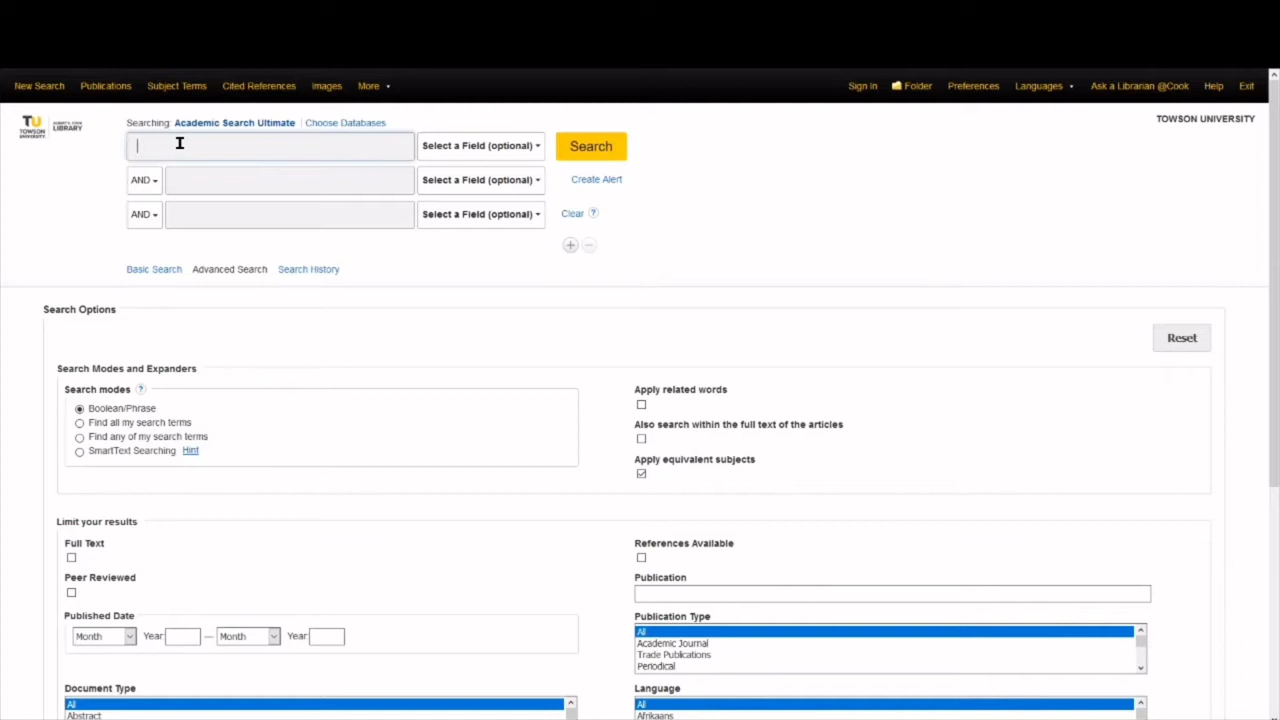 New Search Publications Subject Terms Cited References Images More Sign In Folder Preferences Languages Ask a Librarian @Cook Help Exit
TU TOWSON UNIVERSITY LIBRARY
Searching: Academic Search Ultimate Choose Databases
TOWSON UNIVERSITY
Select a Field (optional) Search
AND Select a Field (optional) Create Alert
AND Select a Field (optional) Clear ?
Basic Search Advanced Search Search History
Search Options
Reset
Search Modes and Expanders
Search modes ?
Boolean/Phrase
Find all my search terms
Find any of my search terms
SmartText Searching Hint
Apply related words
Also search within the full text of the articles
Apply equivalent subjects
Limit your results
Full Text
Peer Reviewed
Published Date
Month Year: — Month Year:
Document Type
All
Abstract
References Available
Publication
Publication Type
All
Academic Journal
Trade Publications
Periodical
Language
All
Afrikaans